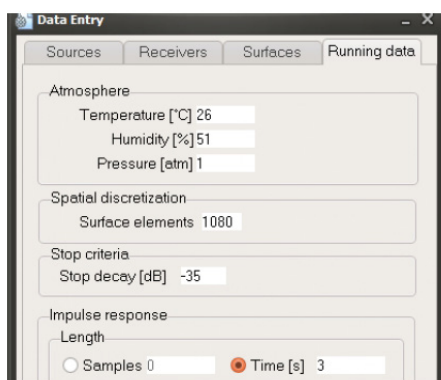 Data Entry
Sources Receivers Surfaces Running data
Atmosphere
Temperature [°C] 26
Humidity [%] 51
Pressure [atm] 1
Spatial discretization
Surface elements 1080
Stop criteria
Stop decay [dB] -35
Impulse response
Length
Samples 0 Time [s] 3